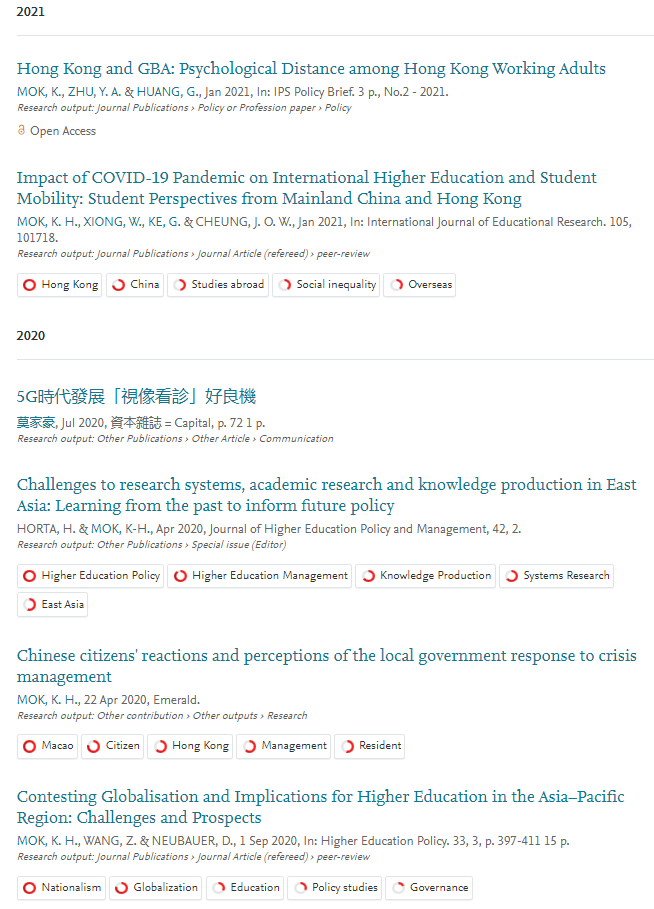 2021
Hong Kong and GBA: Psychological Distance among Hong Kong Working Adults
MOK, K., ZHU, Y. A. & HUANG, G., Jan 2021, In: IPS Policy Brief. 3 p., No.2 - 2021.
Research output: Journal Publications › Policy or Profession paper › Policy
Open Access
Impact of COVID-19 Pandemic on International Higher Education and Student
Mobility: Student Perspectives from Mainland China and Hong Kong
MOK, K. H., XIONG, W., KE, G. & CHEUNG, J. O. W., Jan 2021, In: International Journal of Educational Research. 105,
101718.
Research output: Journal Publications › Journal Article (refereed) › peer-review
Hong Kong China Studies abroad Social inequality Overseas
2020
5G時代發展「視像看診」好良機
莫家豪, Jul 2020, 資本雜誌 = Capital, p. 72 1 p.
Research output: Other Publications › Other Article › Communication
Challenges to research systems, academic research and knowledge production in East
Asia: Learning from the past to inform future policy
HORTA, H. & MOK, K-H., Apr 2020, Journal of Higher Education Policy and Management, 42, 2.
Research output: Other Publications › Special issue (Editor)
Higher Education Policy Higher Education Management Knowledge Production Systems Research
East Asia
Chinese citizens' reactions and perceptions of the local government response to crisis
management
MOK, K. H., 22 Apr 2020, Emerald.
Research output: Other contribution › Other outputs › Research
Macao Citizen Hong Kong Management Resident
Contesting Globalisation and Implications for Higher Education in the Asia–Pacific
Region: Challenges and Prospects
MOK, K. H., WANG, Z. & NEUBAUER, D., 1 Sep 2020, In: Higher Education Policy. 33, 3, p. 397-411 15 p.
Research output: Journal Publications › Journal Article (refereed) › peer-review
Nationalism Globalization Education Policy studies Governance